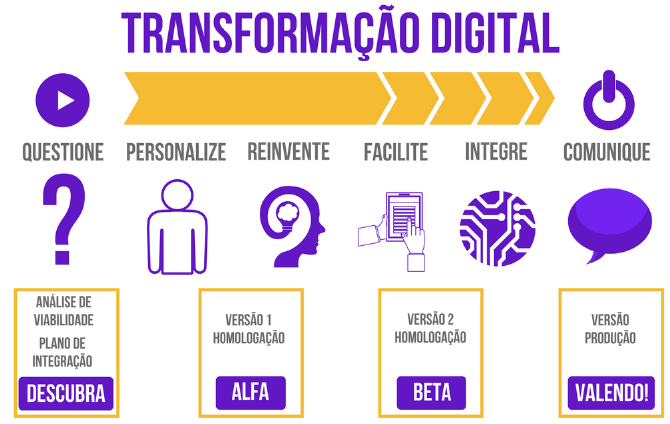 TRANSFORMAÇÃO DIGITAL
QUESTIONE
PERSONALIZE
REINVENTE
FACILITE
INTEGRE
COMUNIQUE
ANÁLISE DE
VIABILIDADE
PLANO DE
INTEGRAÇÃO
DESCUBRA
VERSÃO 1
HOMOLOGAÇÃO
ALFA
VERSÃO 2
HOMOLOGAÇÃO
BETA
VERSÃO
PRODUÇÃO
VALENDO!